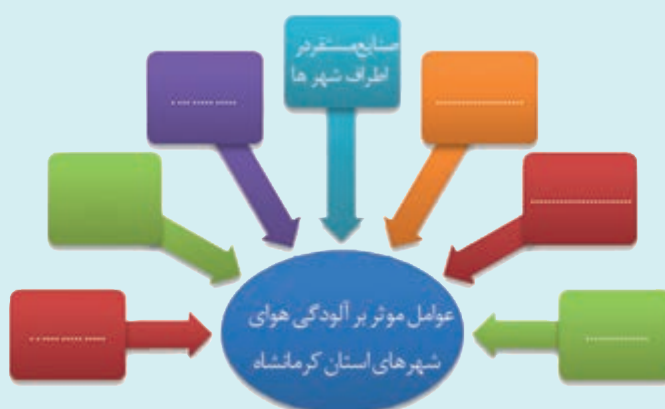 صنایع مستقر در
اطراف شهر ها
عوامل موثر بر آلودگی هوای
شهرهای استان کرمانشاه